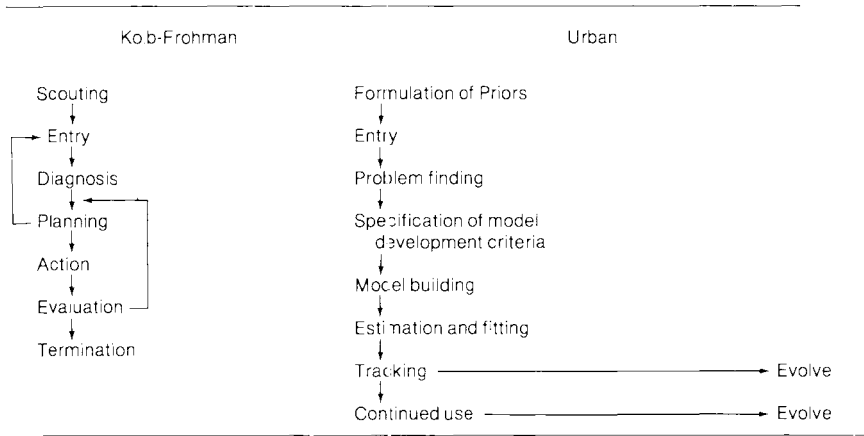 Kolb-Frohman
Urban
Scouting
Entry
Diagnosis
Planning
Action
Evaluation
Termination
Formulation of Priors
Entry
Problem finding
Specification of model
development criteria
Model building
Estimation and fitting
Tracking
Evolve
Continued use
Evolve